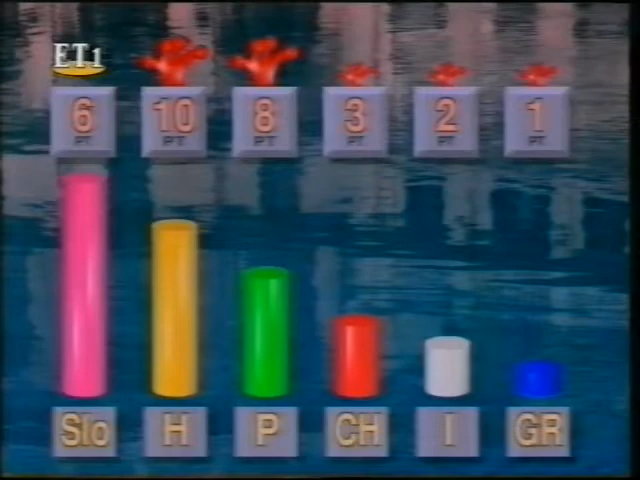 ET1
6 10 8 3 2 1
PT PT PT PT PT PT
Slo H P CH I GR